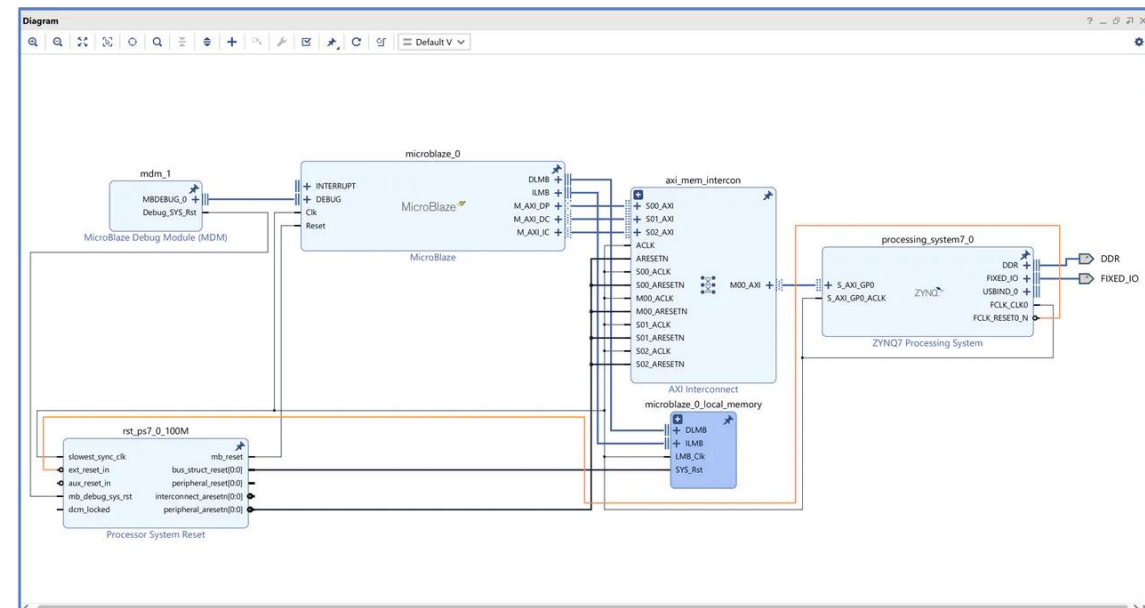 Diagram
Default V
mdm_1
MBDEBUG_0
Debug_SYS_Rst
MicroBlaze Debug Module (MDM)
microblaze_0
INTERRUPT
DEBUG
Clk
Reset
MicroBlaze
DLMB
ILMB
M_AXI_DP
M_AXI_DC
M_AXI_IC
MicroBlaze
axi_mem_intercon
S00_AXI
S01_AXI
S02_AXI
ACLK
ARESETN
S00_ACLK
S00_ARESETN
M00_ACLK
M00_ARESETN
S01_ACLK
S01_ARESETN
S02_ACLK
S02_ARESETN
M00_AXI
AXI Interconnect
processing_system7_0
S_AXI_GP0
S_AXI_GP0_ACLK
ZYNQ
DDR
FIXED_IO
USBIND_0
FCLK_CLK0
FCLK_RESET0_N
ZYNQ7 Processing System
DDR
FIXED_IO
microblaze_0_local_memory
DLMB
ILMB
LMB_Clk
SYS_Rst
rst_ps7_0_100M
slowest_sync_clk
ext_reset_in
aux_reset_in
mb_debug_sys_rst
dcm_locked
mb_reset
bus_struct_reset[0:0]
peripheral_reset[0:0]
interconnect_aresetn[0:0]
peripheral_aresetn[0:0]
Processor System Reset